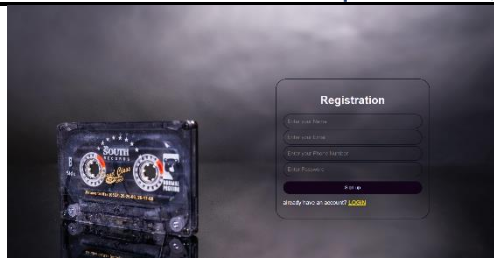 Registration
Enter your Name
Enter your Email
Enter your Phone Number
Enter Password
Sign up
already have an account? LOGIN
SOUTH
RECORDS